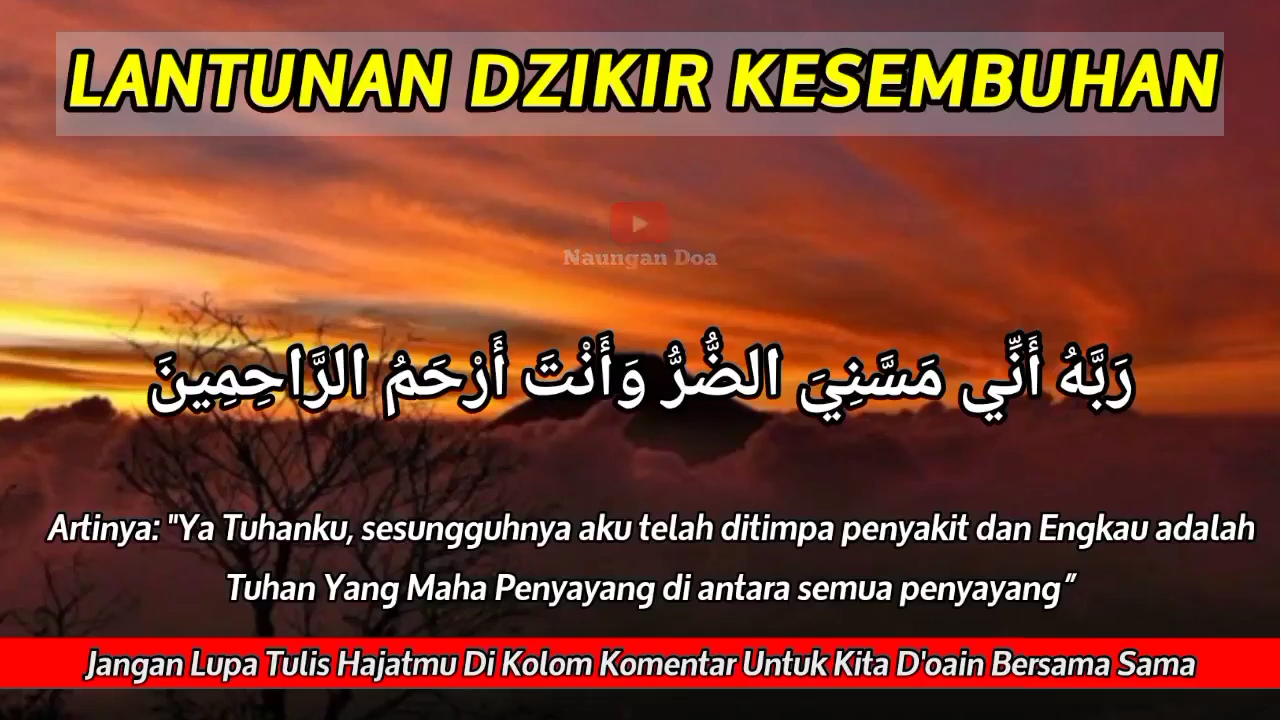 LANTUNAN DZIKIR KESEMBUHAN
Naungan Doa
رَبَّهُ أَنِّي مَسَّنِيَ الضُّرُّ وَأَنْتَ أَرْحَمُ الرَّاحِمِينَ
Artinya: "Ya Tuhanku, sesungguhnya aku telah ditimpa penyakit dan Engkau adalah
Tuhan Yang Maha Penyayang di antara semua penyayang”
Jangan Lupa Tulis Hajatmu Di Kolom Komentar Untuk Kita D'oain Bersama Sama